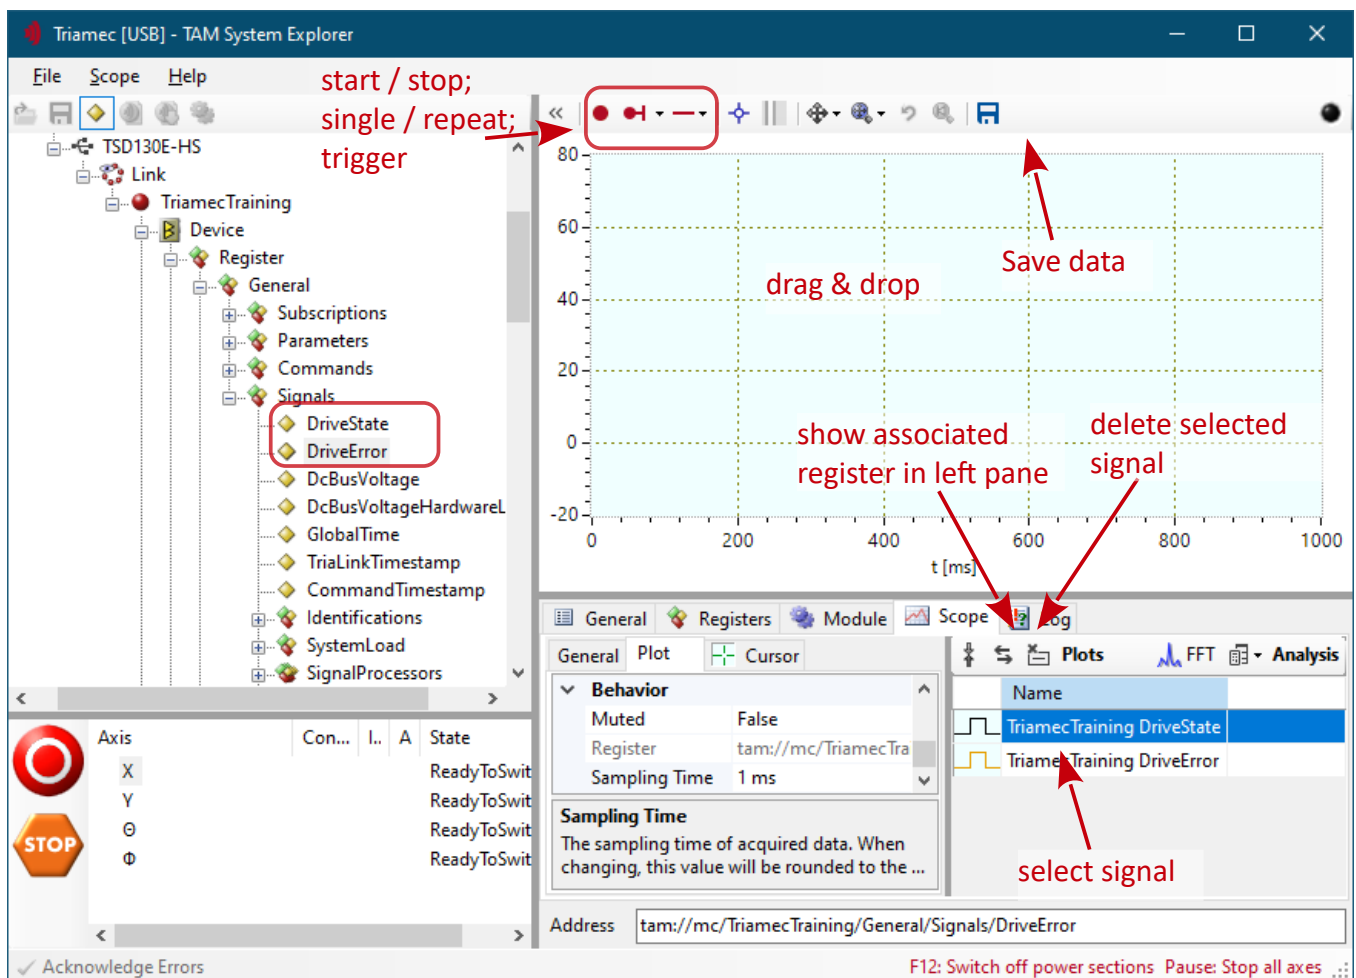 Triamec [USB] - TAM System Explorer
File Scope Help
start / stop;
single / repeat;
trigger
TSD130E-HS
Link
TriamecTraining
Device
Register
General
Subscriptions
Parameters
Commands
Signals
DriveState
DriveError
DcBusVoltage
DcBusVoltageHardwareL
GlobalTime
TriaLinkTimestamp
CommandTimestamp
Identifications
SystemLoad
SignalProcessors
80
60
40
20
0
-20
0 200 400 600 800 1000
t [ms]
drag & drop
Save data
show associated
register in left pane
delete selected
signal
General Registers Module Scope Log
General Plot Cursor
Behavior
Muted False
Register tam://mc/TriamecTra
Sampling Time 1 ms
Sampling Time
The sampling time of acquired data. When
changing, this value will be rounded to the ...
Plots FFT Analysis
Name
TriamecTraining DriveState
TriamecTraining DriveError
select signal
Address tam://mc/TriamecTraining/General/Signals/DriveError
STOP
Axis Con... I.. A State
X ReadyToSwit
Y ReadyToSwit
Θ ReadyToSwit
Φ ReadyToSwit
Acknowledge Errors
F12: Switch off power sections Pause: Stop all axes